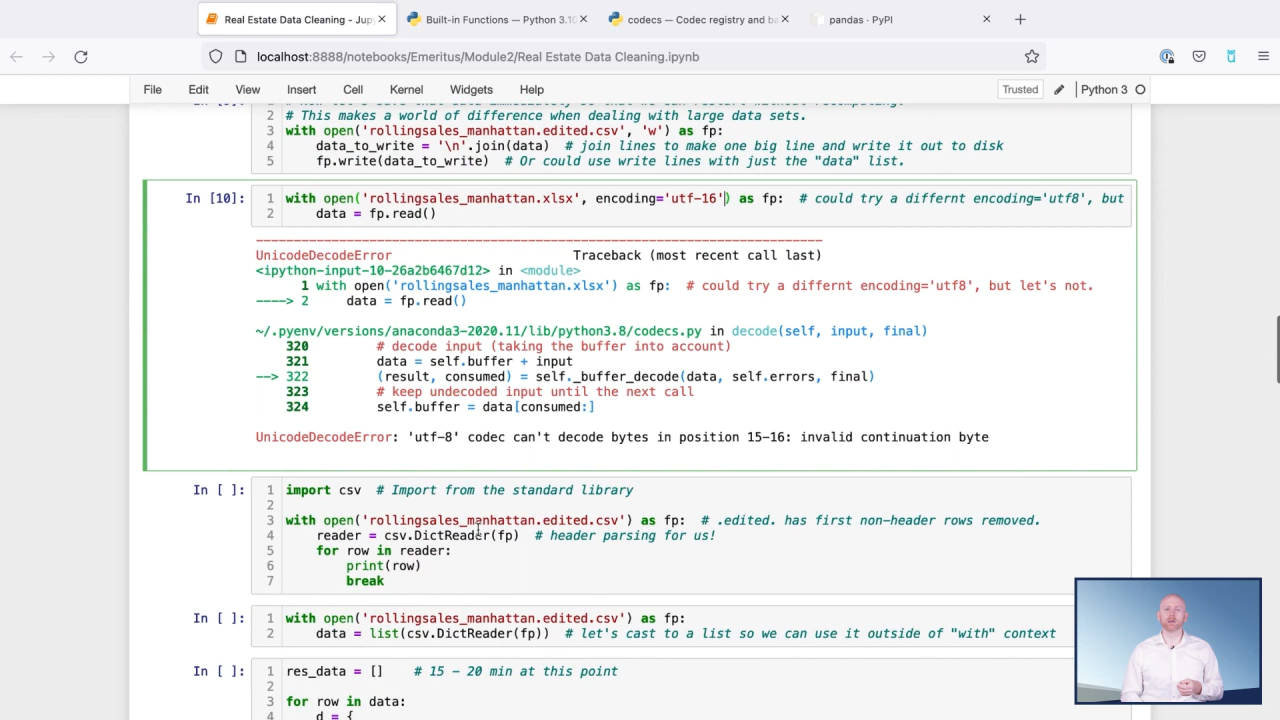 Real Estate Data Cleaning - Jup
Built-in Functions — Python 3.10
codecs — Codec registry and ba
pandas · PyPI
localhost:8888/notebooks/Emeritus/Module2/Real Estate Data Cleaning.ipynb
File Edit View Insert Cell Kernel Widgets Help Trusted Python 3
2 # This makes a world of difference when dealing with large data sets.
3 with open('rollingsales_manhattan.edited.csv', 'w') as fp:
4 data_to_write = '\n'.join(data) # join lines to make one big line and write it out to disk
5 fp.write(data_to_write) # Or could use write lines with just the "data" list.
In [10]: 1 with open('rollingsales_manhattan.xlsx', encoding='utf-16') as fp: # could try a differnt encoding='utf8', but
2 data = fp.read()
UnicodeDecodeError Traceback (most recent call last)
<ipython-input-10-26a2b6467d12> in <module>
1 with open('rollingsales_manhattan.xlsx') as fp: # could try a differnt encoding='utf8', but let's not.
----> 2 data = fp.read()
~/.pyenv/versions/anaconda3-2020.11/lib/python3.8/codecs.py in decode(self, input, final)
320 # decode input (taking the buffer into account)
321 data = self.buffer + input
--> 322 (result, consumed) = self._buffer_decode(data, self.errors, final)
323 # keep undecoded input until the next call
324 self.buffer = data[consumed:]
UnicodeDecodeError: 'utf-8' codec can't decode bytes in position 15-16: invalid continuation byte
In [ ]: 1 import csv # Import from the standard library
2
3 with open('rollingsales_manhattan.edited.csv') as fp: # .edited. has first non-header rows removed.
4 reader = csv.DictReader(fp) # header parsing for us!
5 for row in reader:
6 print(row)
7 break
In [ ]: 1 with open('rollingsales_manhattan.edited.csv') as fp:
2 data = list(csv.DictReader(fp)) # let's cast to a list so we can use it outside of "with" context
In [ ]: 1 res_data = [] # 15 - 20 min at this point
2
3 for row in data:
4 d = {